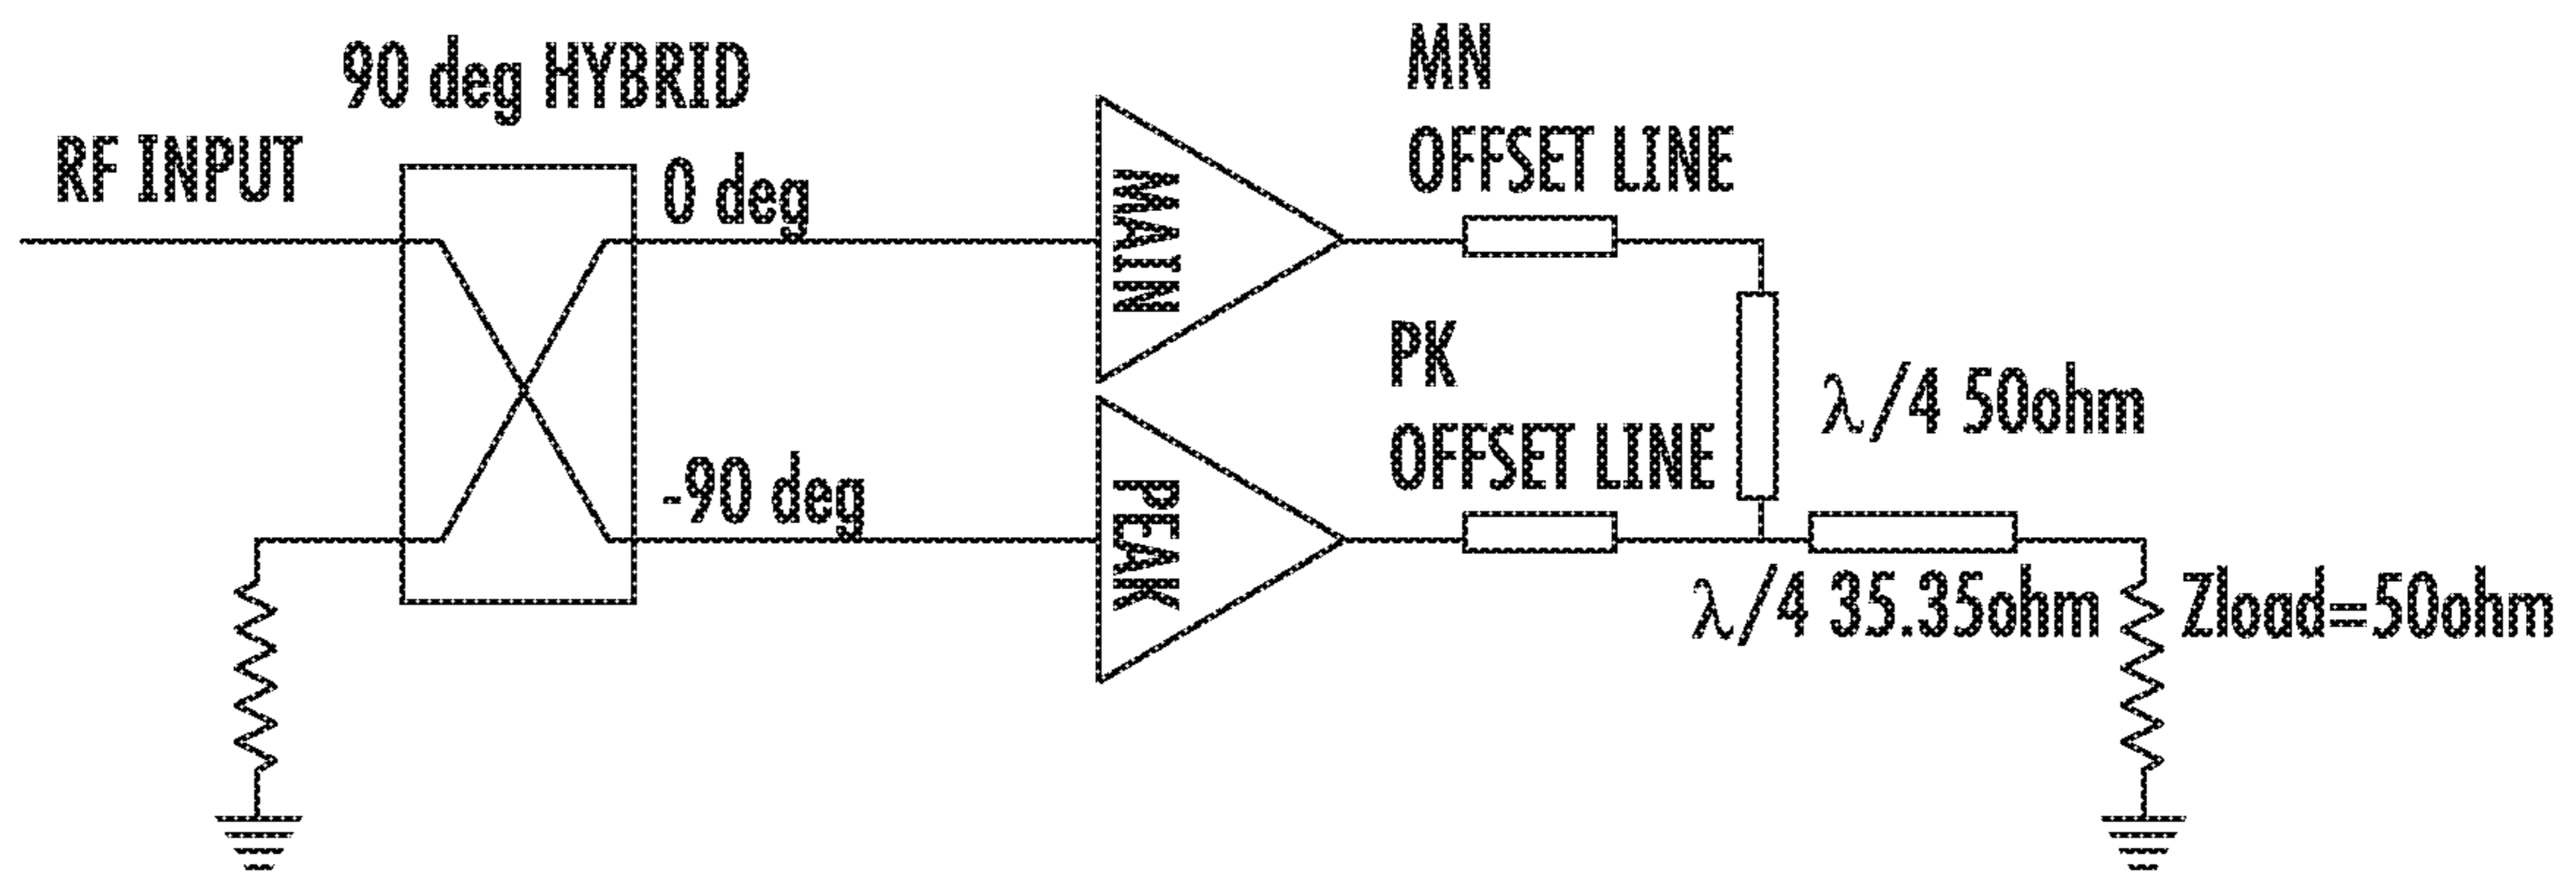 90 deg HYBRID
RF INPUT
0 deg
-90 deg
MAIN
PEAK
MN
OFFSET LINE
PK
OFFSET LINE
λ/4 50ohm
λ/4 35.35ohm
Zload=50ohm